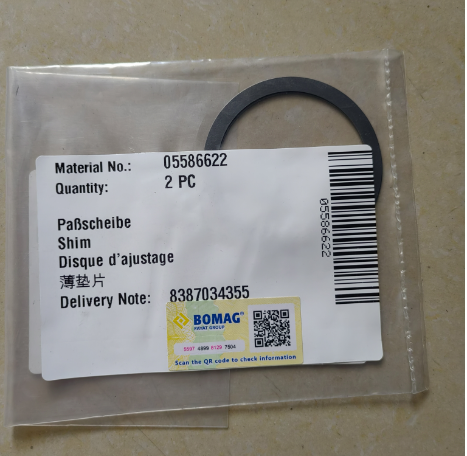 Material No.: 05586622
Quantity: 2 PC
Paßscheibe
Shim
Disque d'ajustage
薄垫片
Delivery Note: 8387034355
05586622
BOMAG
FAYAT GROUP
Scan the QR code to check information